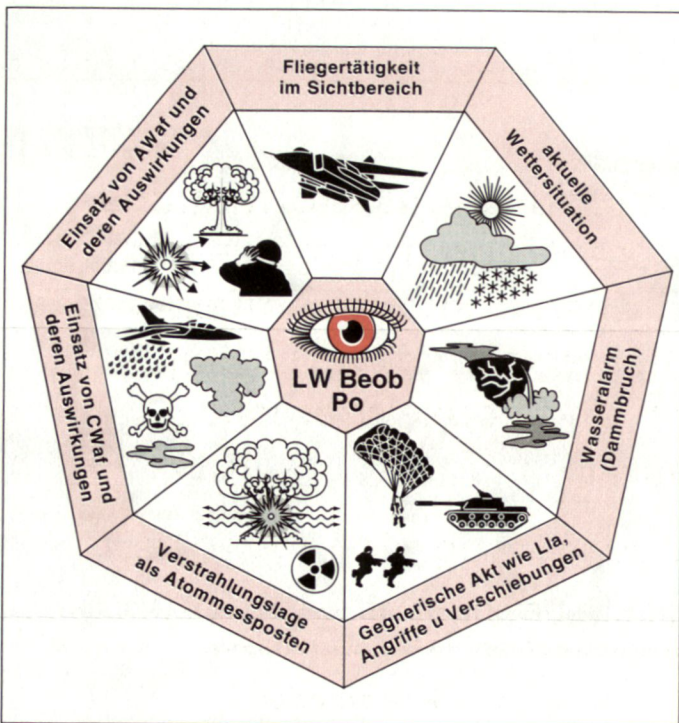 Fliegertätigkeit
im Sichtbereich
aktuelle
Wettersituation
Wasseralarm
(Dammbruch)
Gegnerische Akt wie Lla,
Angriffe u Verschiebungen
Verstrahlungslage
als Atommessposten
Einsatz von CWaf und
deren Auswirkungen
Einsatz von AWaf und
deren Auswirkungen
LW Beob
Po